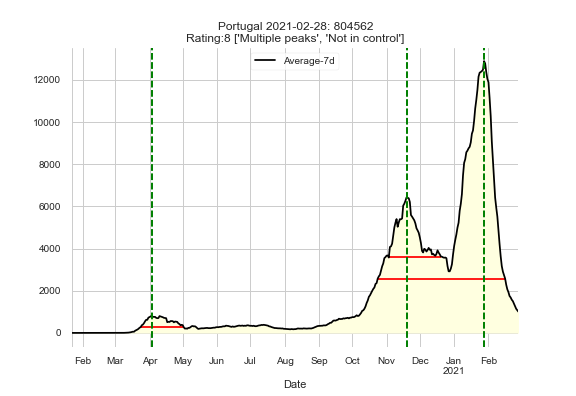 Portugal 2021-02-28: 804562
Rating:8 ['Multiple peaks', 'Not in control']
Average-7d
12000
10000
8000
6000
4000
2000
0
Feb Mar Apr May Jun Jul Aug Sep Oct Nov Dec Jan Feb
2021
Date